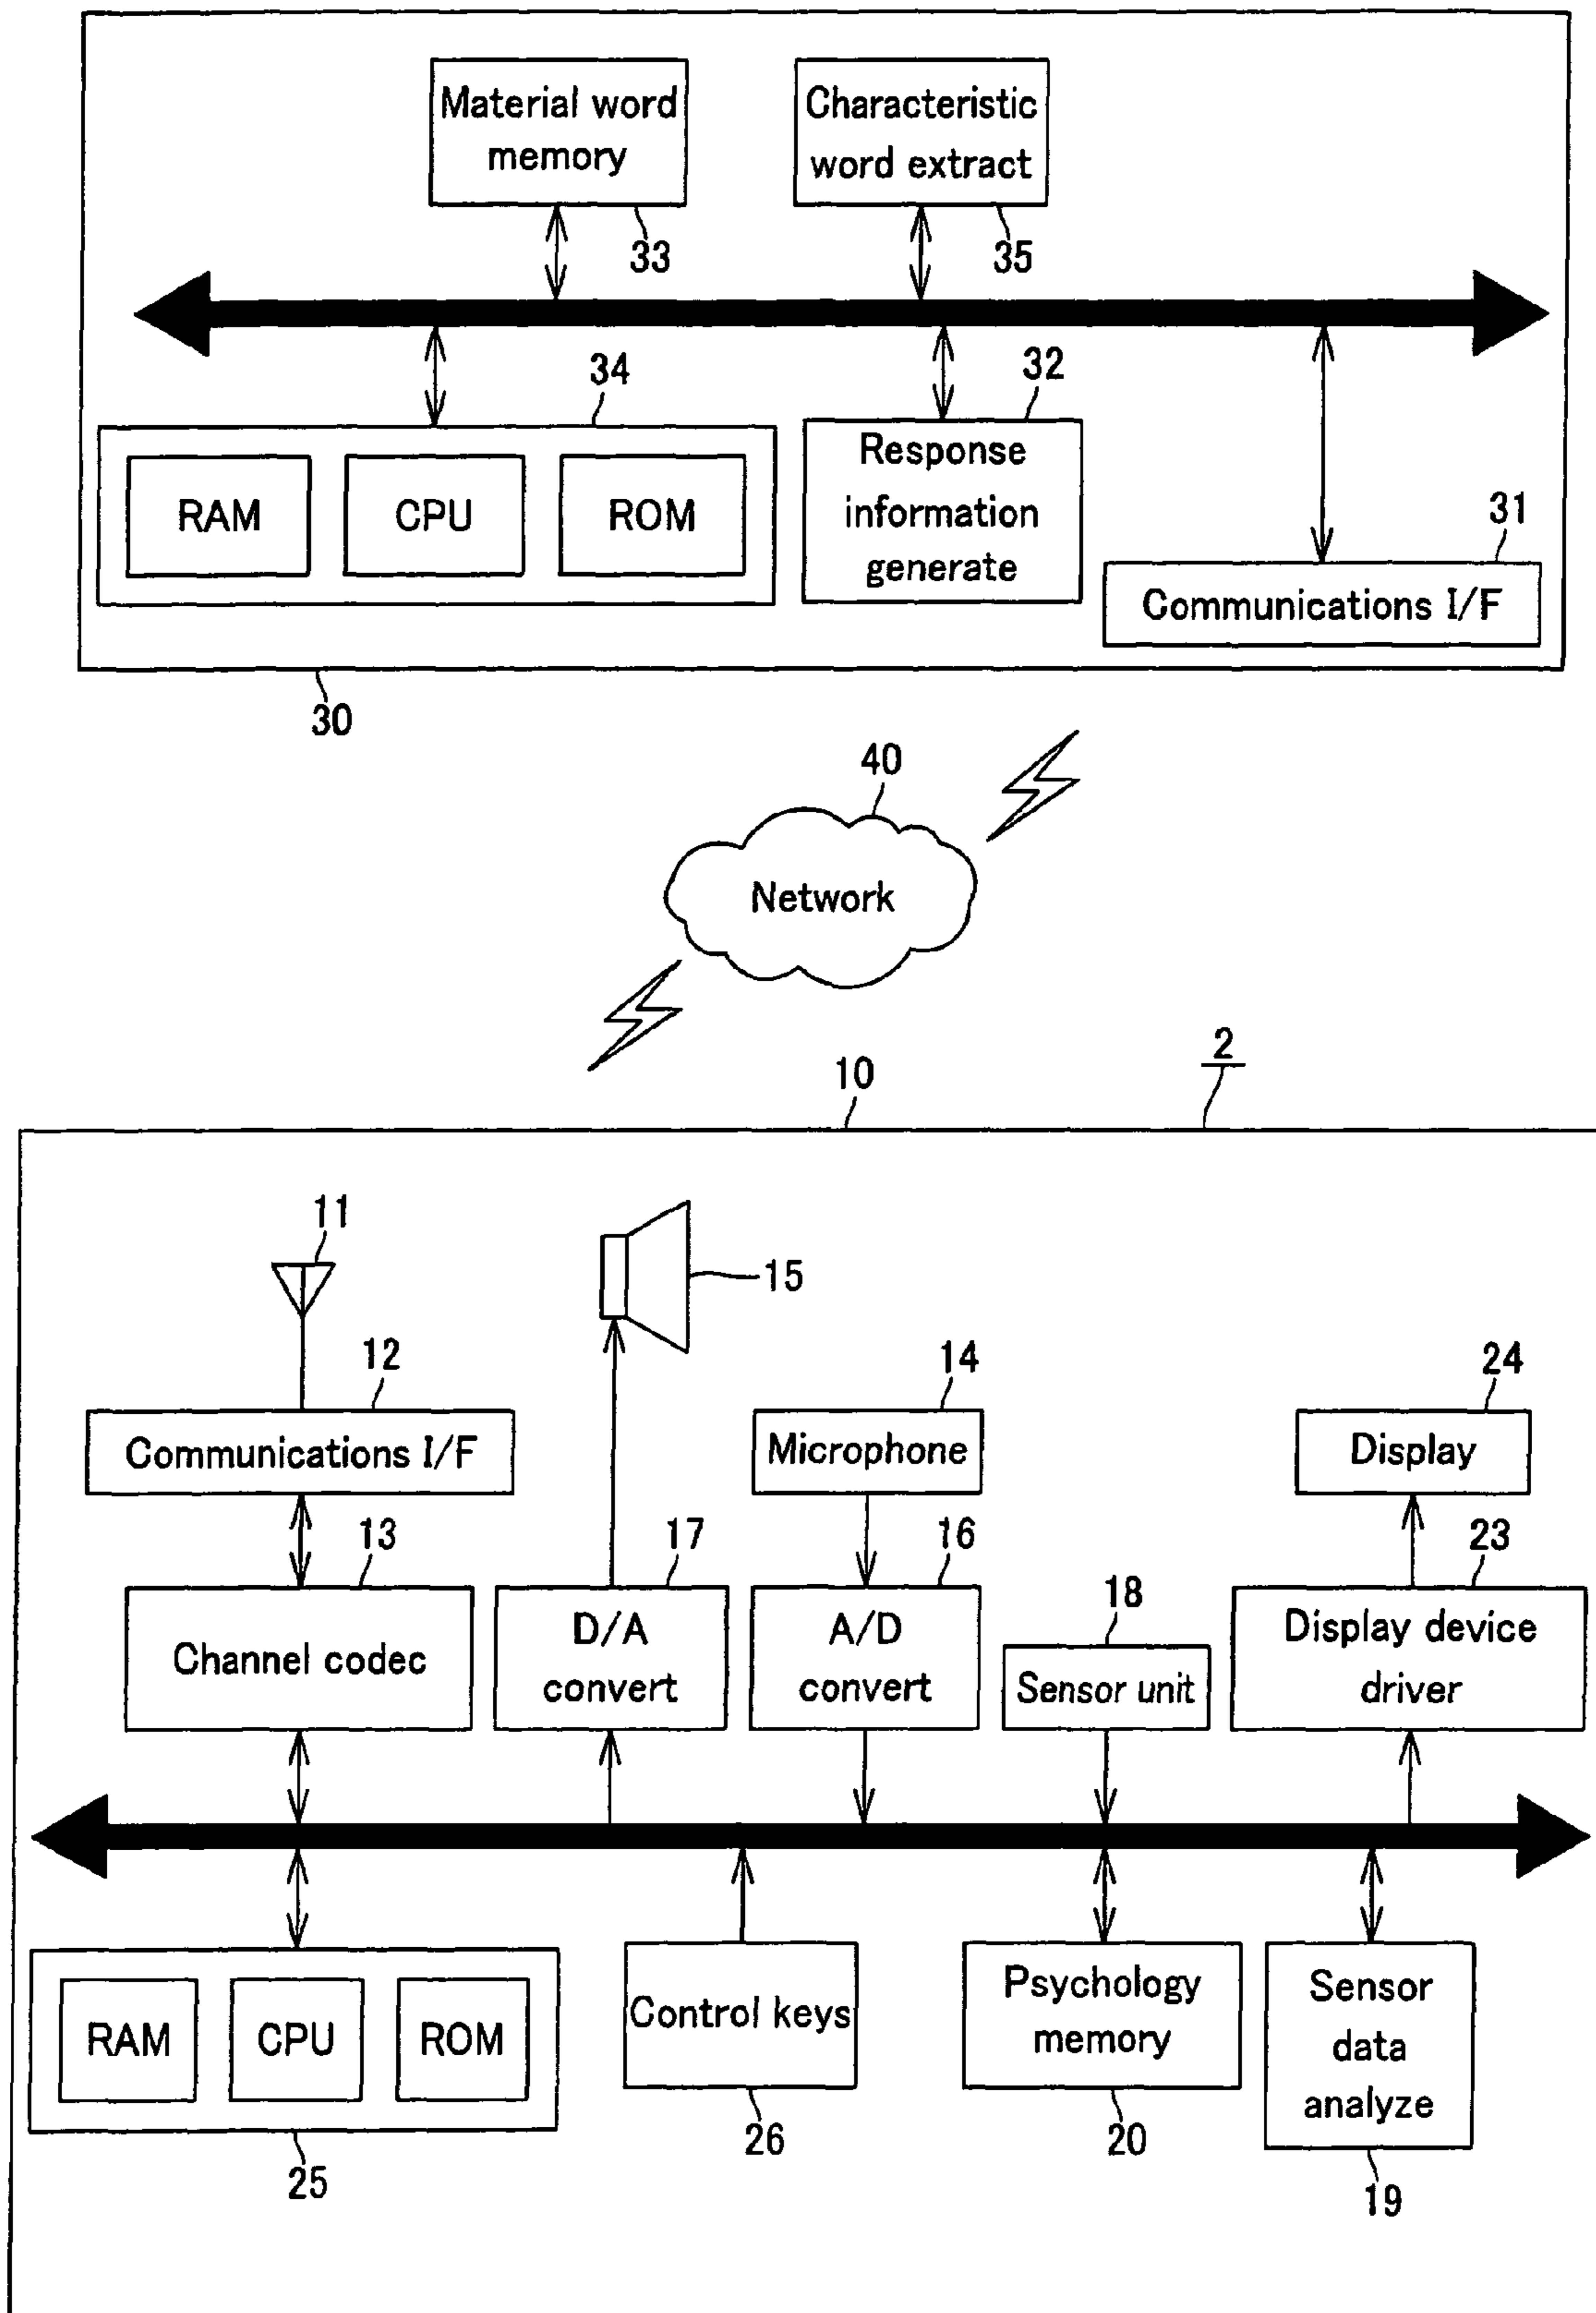 Material word
memory
33
Characteristic
word extract
35
34
RAM
CPU
ROM
32
Response
information
generate
31
Communications I/F
30
40
Network
10
2
11
15
12
Communications I/F
14
Microphone
24
Display
13
Channel codec
17
D/A
convert
16
A/D
convert
18
Sensor unit
23
Display device
driver
RAM
CPU
ROM
25
Control keys
26
Psychology
memory
20
Sensor
data
analyze
19